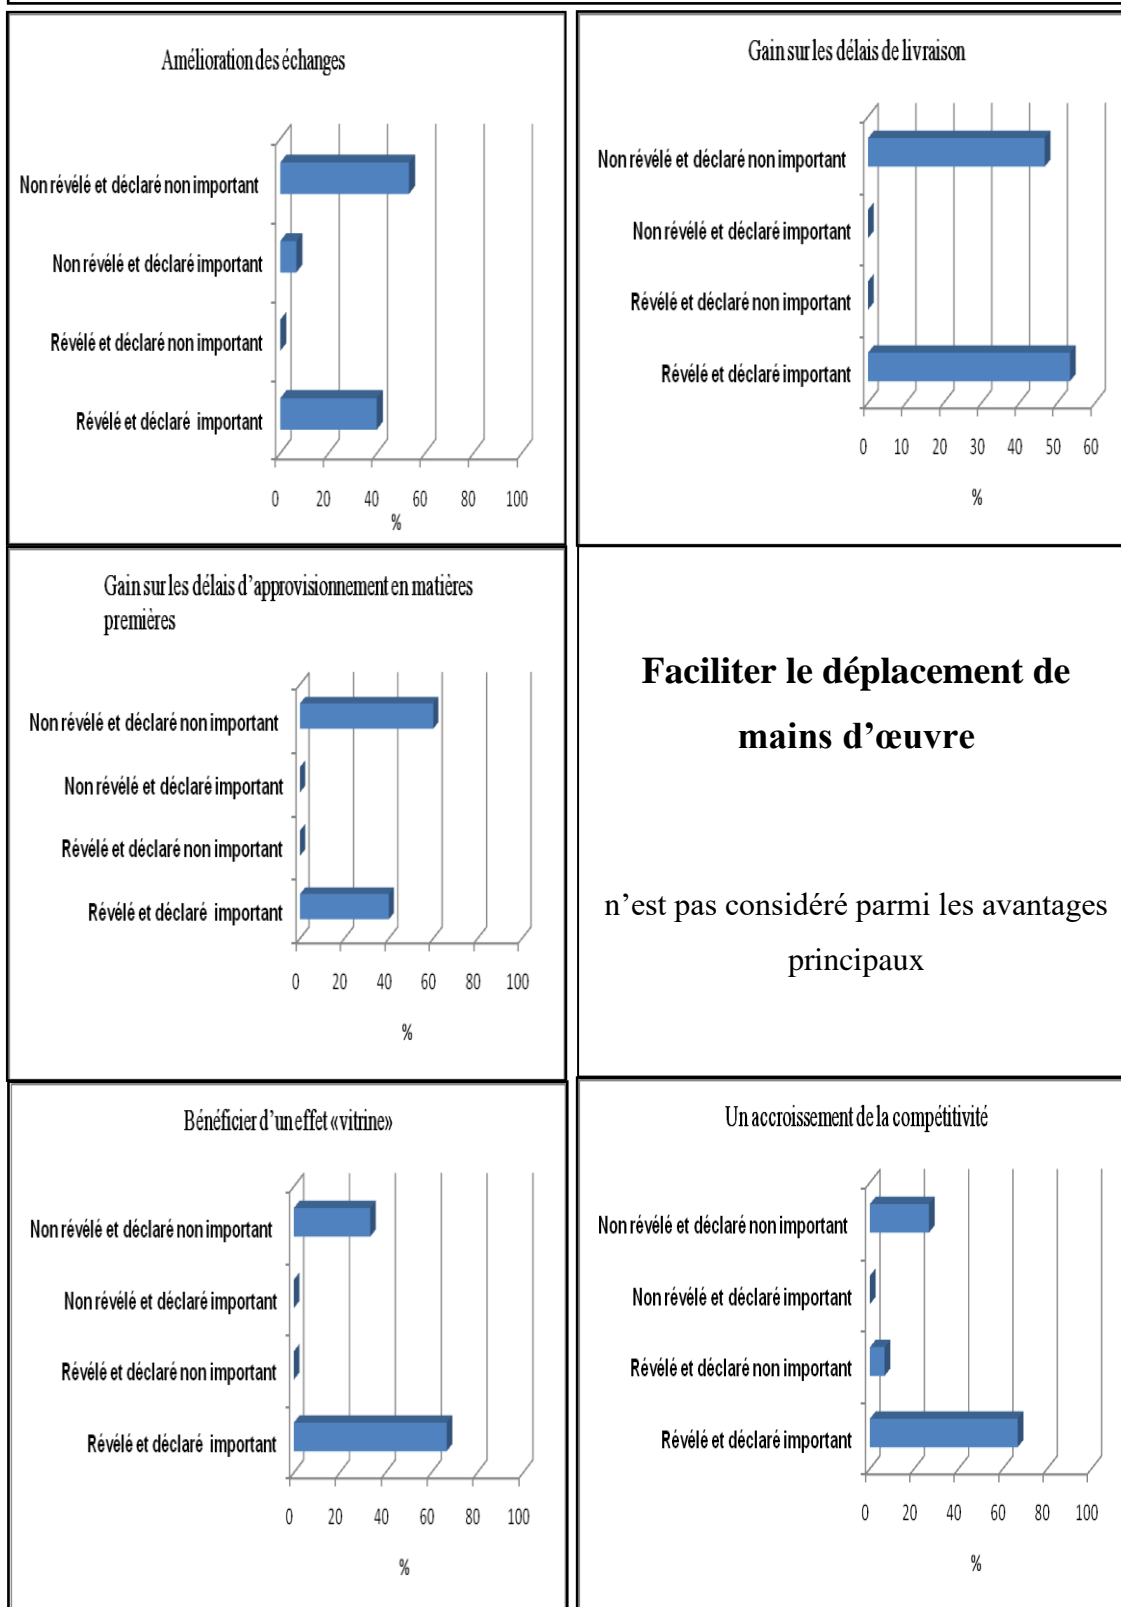 Amélioration des échanges
Non révélé et déclaré non important
Non révélé et déclaré important
Révélé et déclaré non important
Révélé et déclaré important
0 20 40 60 80 100
%
Gain sur les délais de livraison
Non révélé et déclaré non important
Non révélé et déclaré important
Révélé et déclaré non important
Révélé et déclaré important
0 10 20 30 40 50 60
%
Gain sur les délais d’approvisionnement en matières
premières
Non révélé et déclaré non important
Non révélé et déclaré important
Révélé et déclaré non important
Révélé et déclaré important
0 20 40 60 80 100
%
Faciliter le déplacement de
mains d’œuvre
n’est pas considéré parmi les avantages
principaux
Bénéficier d’un effet «vitrine»
Non révélé et déclaré non important
Non révélé et déclaré important
Révélé et déclaré non important
Révélé et déclaré important
0 20 40 60 80 100
%
Un accroissement de la compétitivité
Non révélé et déclaré non important
Non révélé et déclaré important
Révélé et déclaré non important
Révélé et déclaré important
0 20 40 60 80 100
%